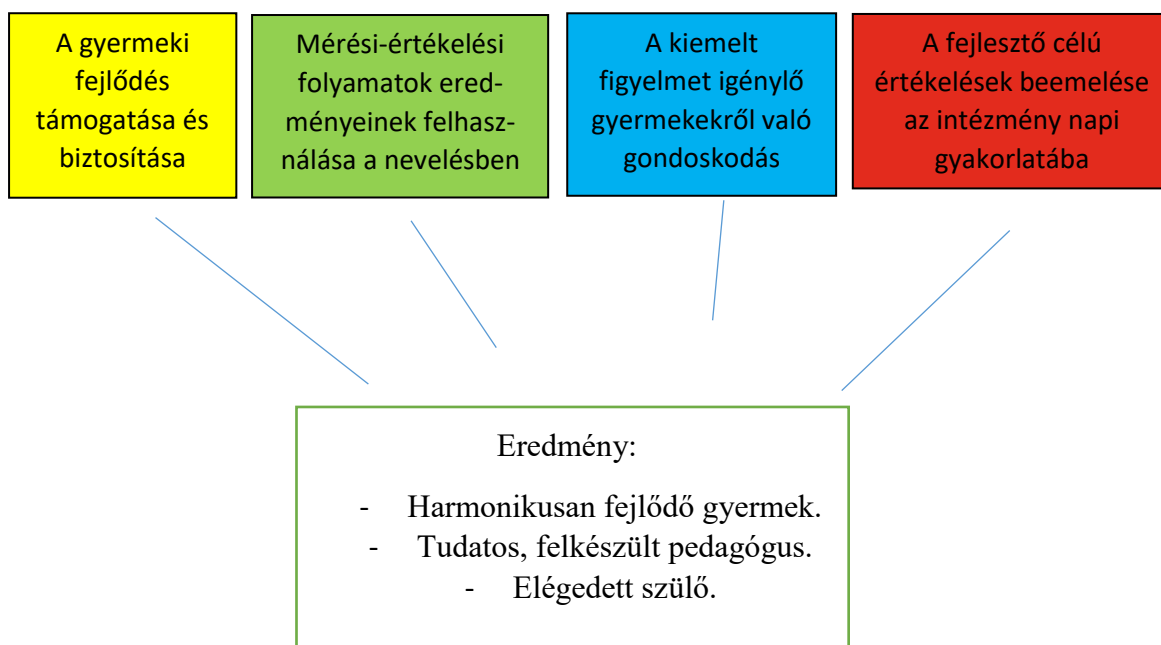 A gyermeki
fejlődés
támogatása és
biztosítása
Mérési-értékelési
folyamatok ered-
ményeinek felhasz-
nálása a nevelésben
A kiemelt
figyelmet igénylő
gyermekekről való
gondoskodás
A fejlesztő célú
értékelések beemelése
az intézmény napi
gyakorlatába
Eredmény:
- Harmonikusan fejlődő gyermek.
- Tudatos, felkészült pedagógus.
- Elégedett szülő.